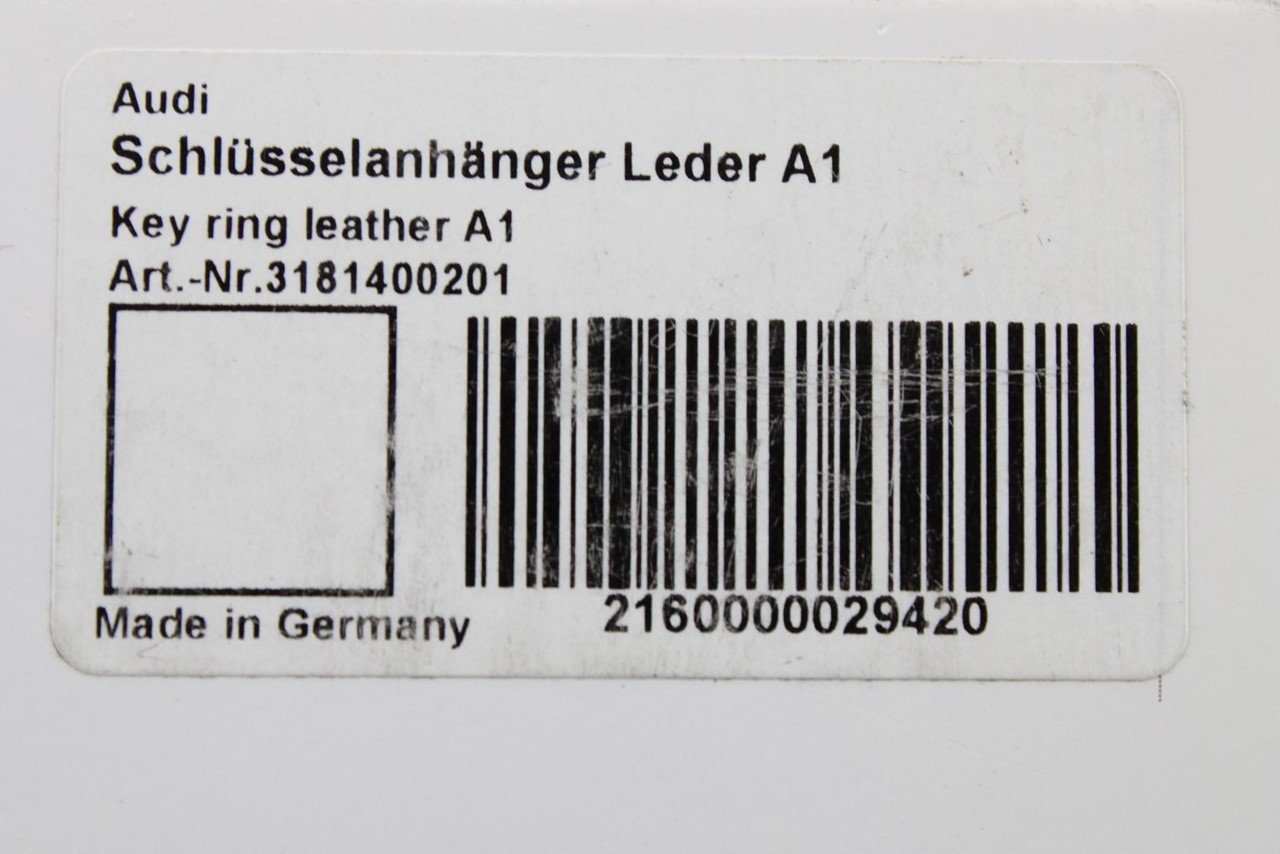 Audi
Schlüsselanhänger Leder A1
Key ring leather A1
Art.-Nr.3181400201
Made in Germany
2160000029420